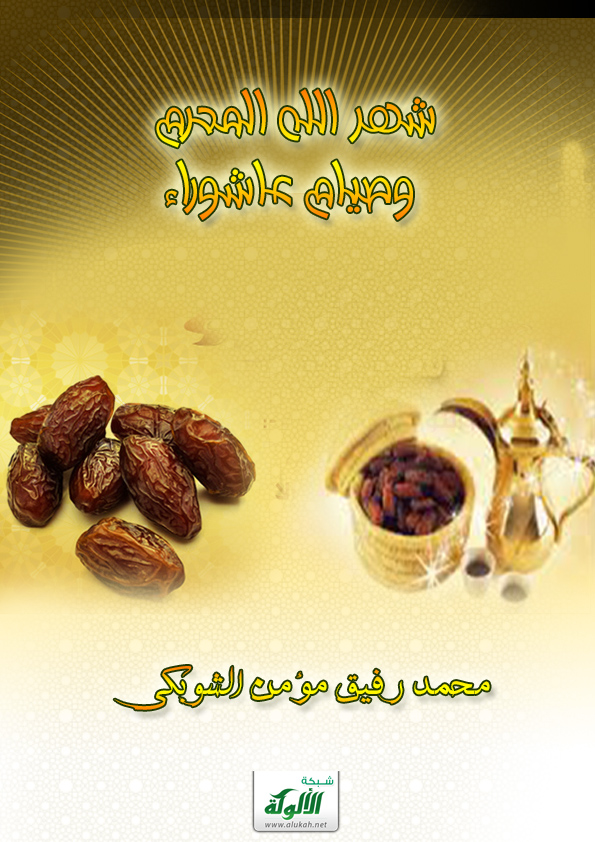 شهر الله المحرم
وصيام عاشوراء
محمد رفيق مؤمن الشوبكي
شبكة
الألوكة
www.alukah.net